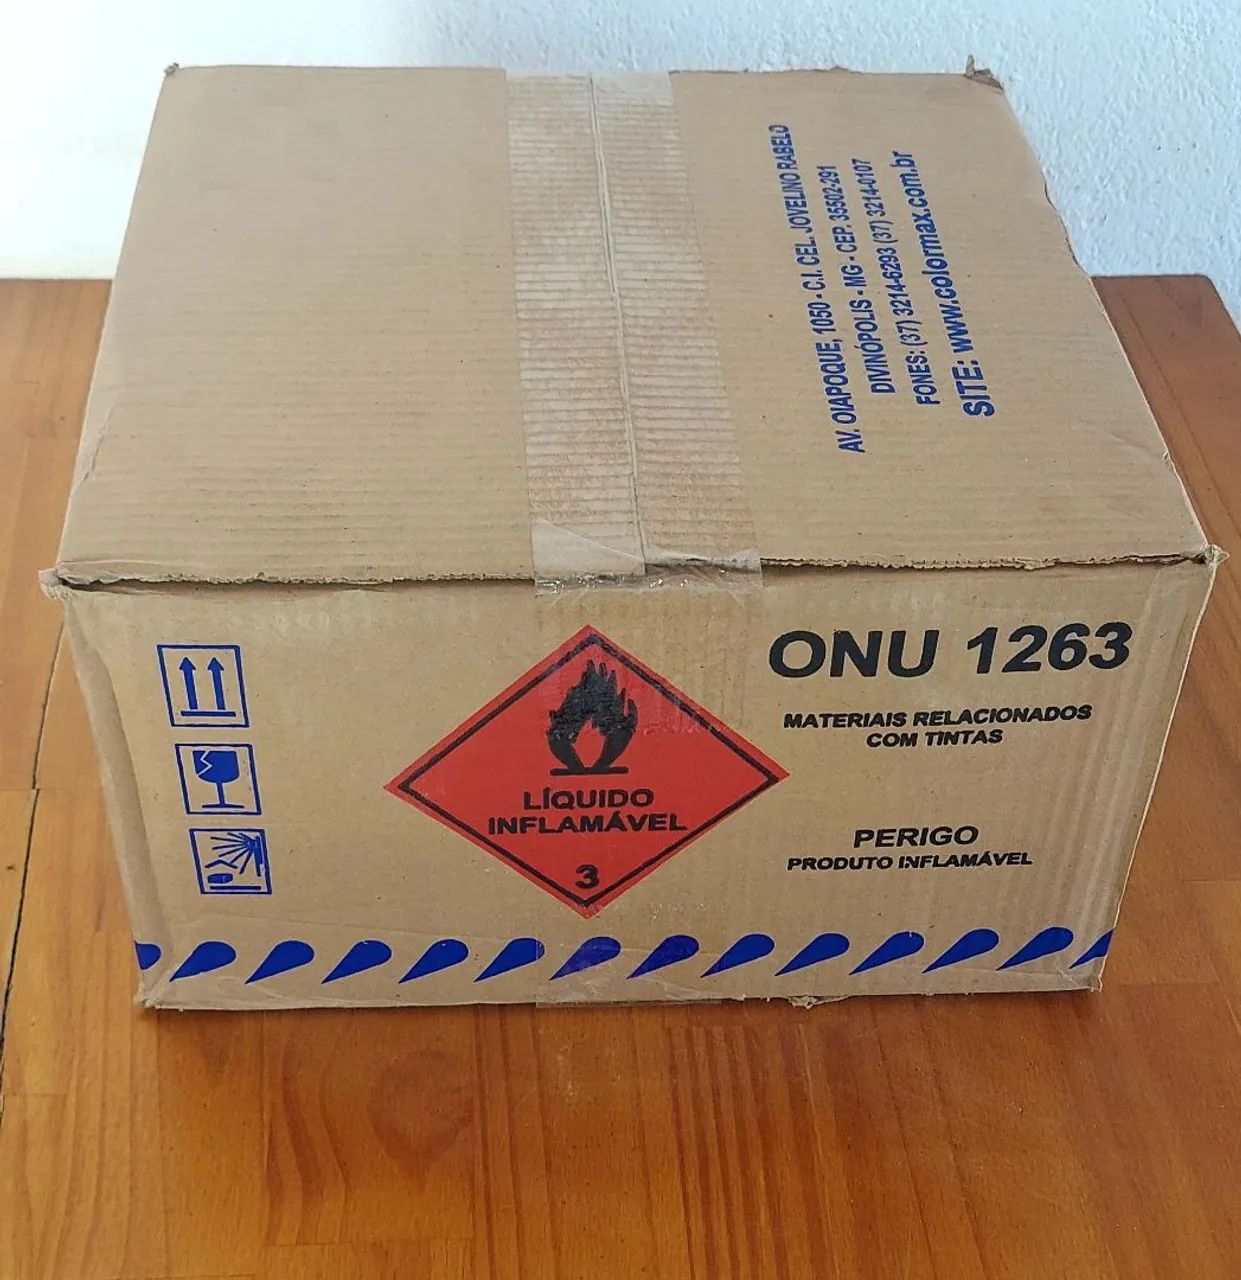 AV. OIAPOQUE, 1050 - C.I. CEL. JOVELINO RABELO
DIVINÓPOLIS - MG - CEP. 35502-291
FONES: (37) 3214-6293 (37) 3214-0107
SITE: www.colormax.com.br
ONU 1263
MATERIAIS RELACIONADOS
COM TINTAS
LÍQUIDO
INFLAMÁVEL
3
PERIGO
PRODUTO INFLAMÁVEL